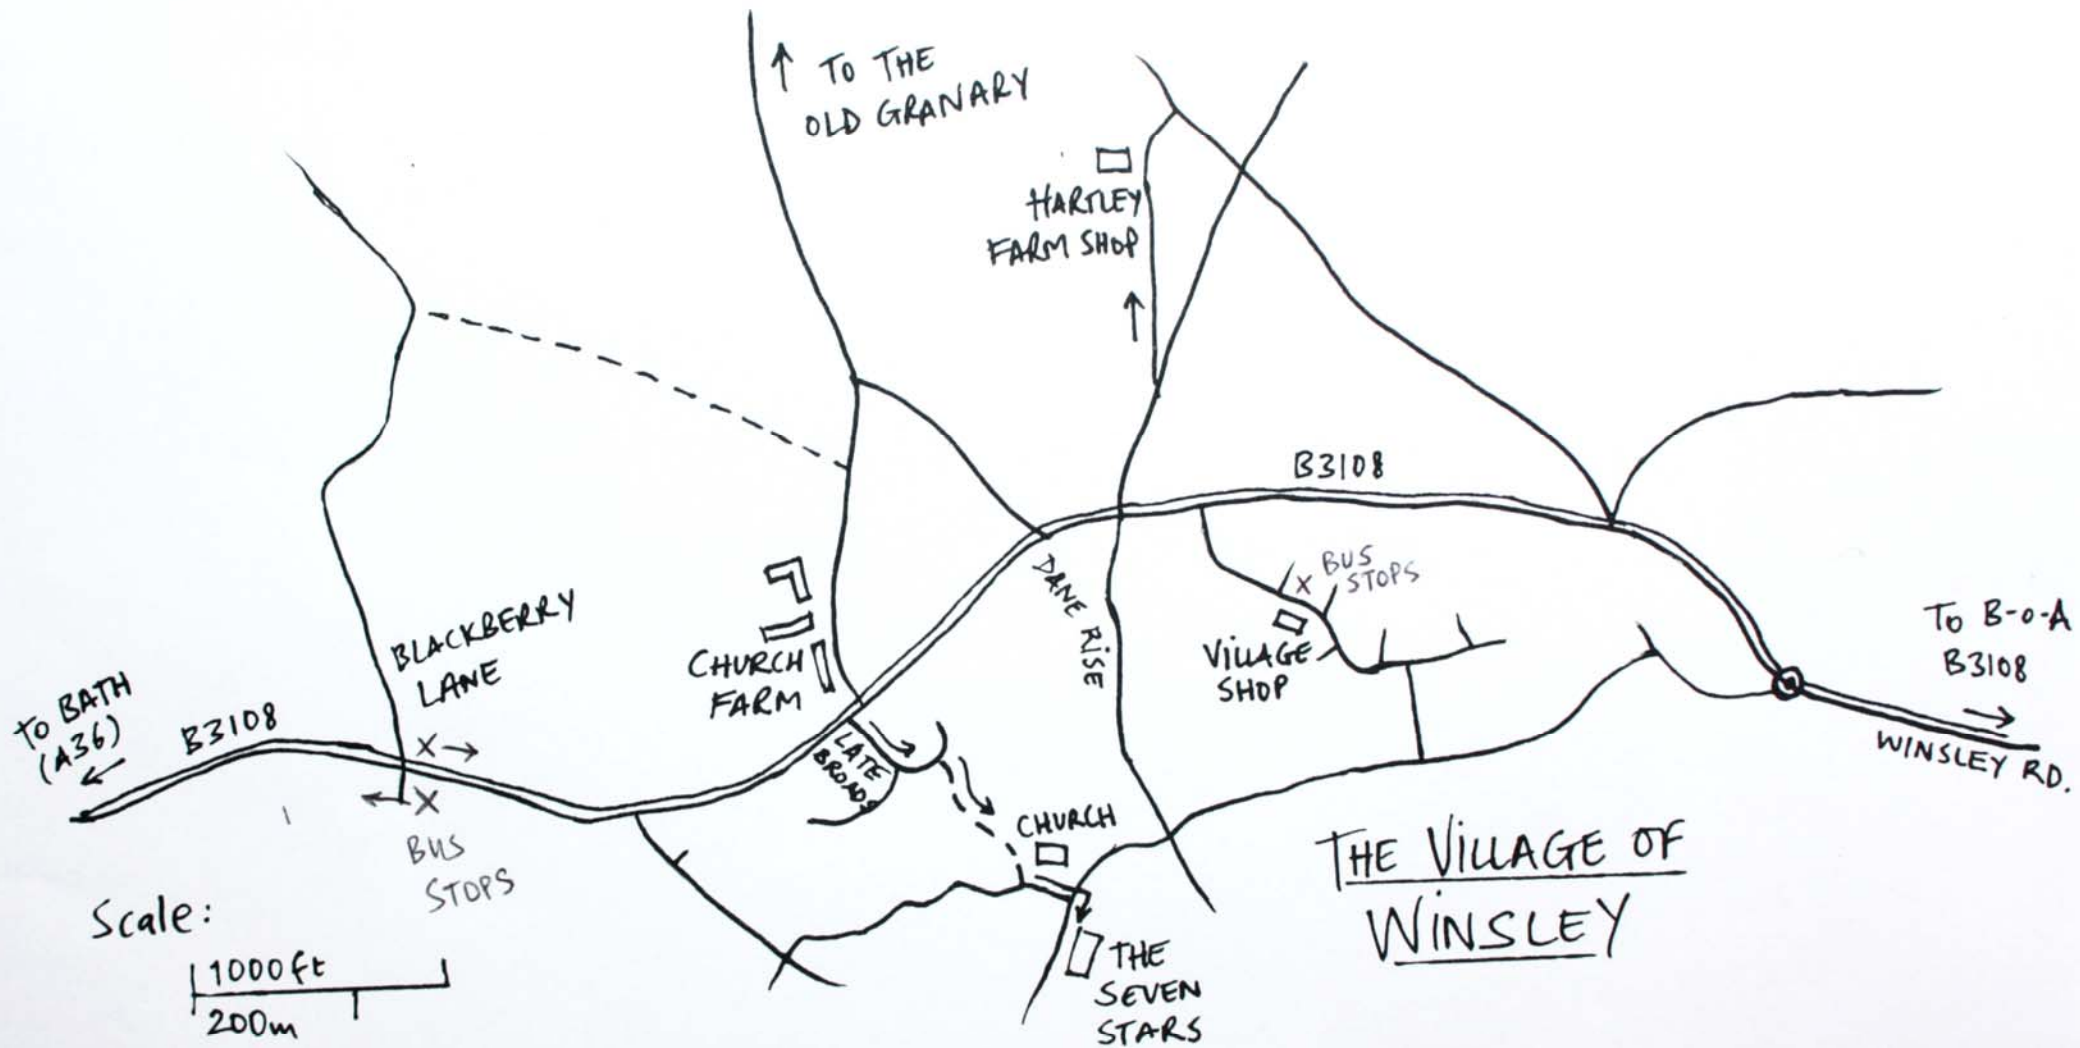 TO THE
OLD GRANARY
HARTLEY
FARM SHOP
B3108
BUS
STOPS
DANE RISE
VILLAGE
SHOP
BLACKBERRY
LANE
CHURCH
FARM
TO BATH
(A36)
B3108
LATE
BROADS
TO B-O-A
B3108
WINSLEY RD.
CHURCH
BUS
STOPS
THE VILLAGE OF
WINSLEY
Scale:
1000ft
200m
THE
SEVEN
STARS